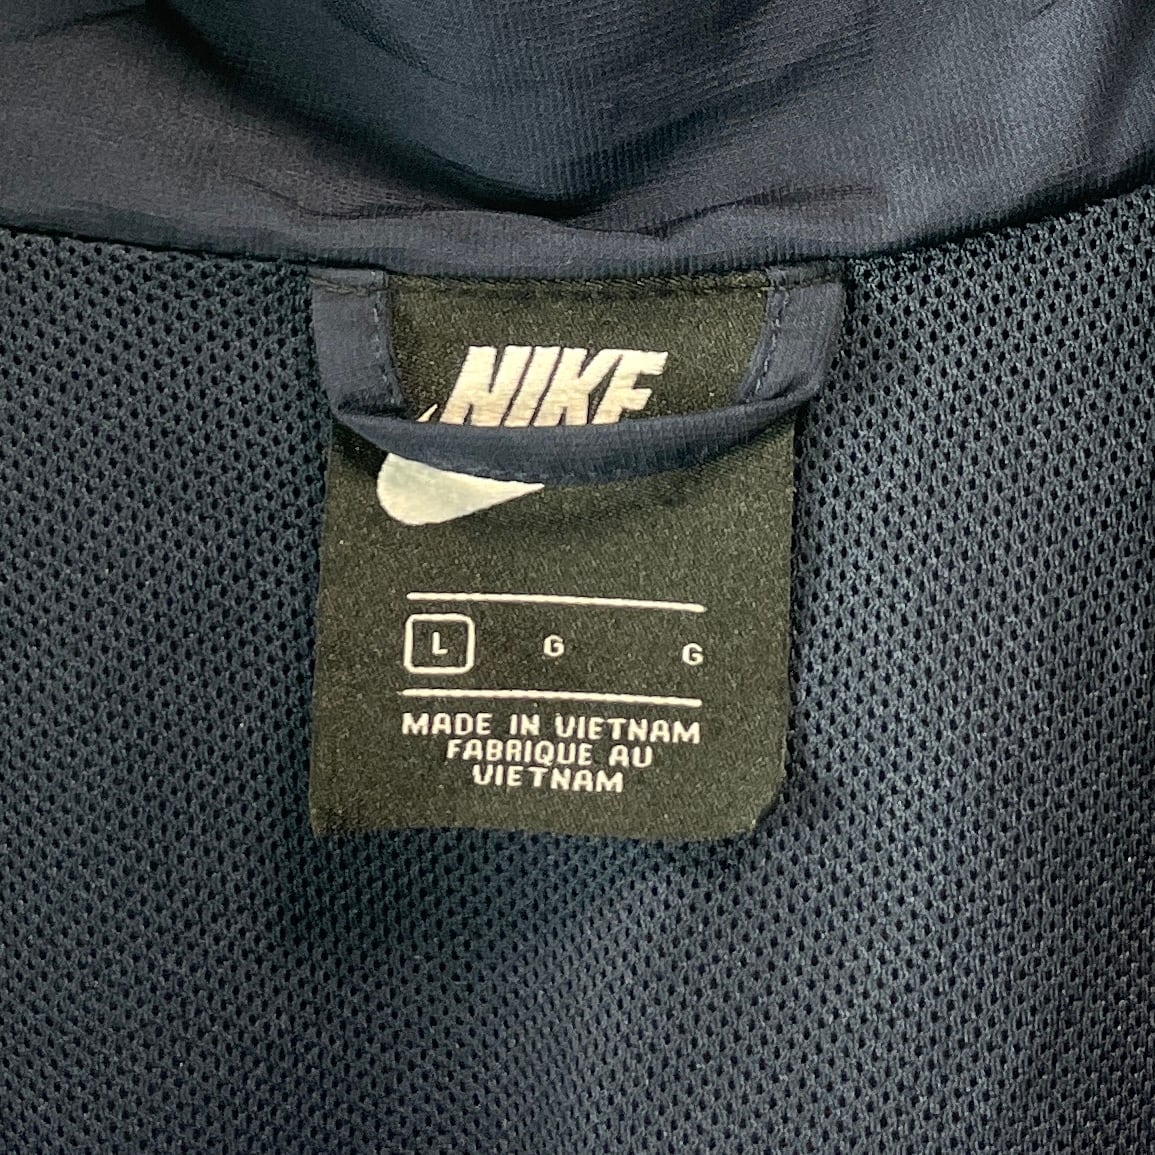 NIKE
L G G
MADE IN VIETNAM
FABRIQUE AU
VIETNAM